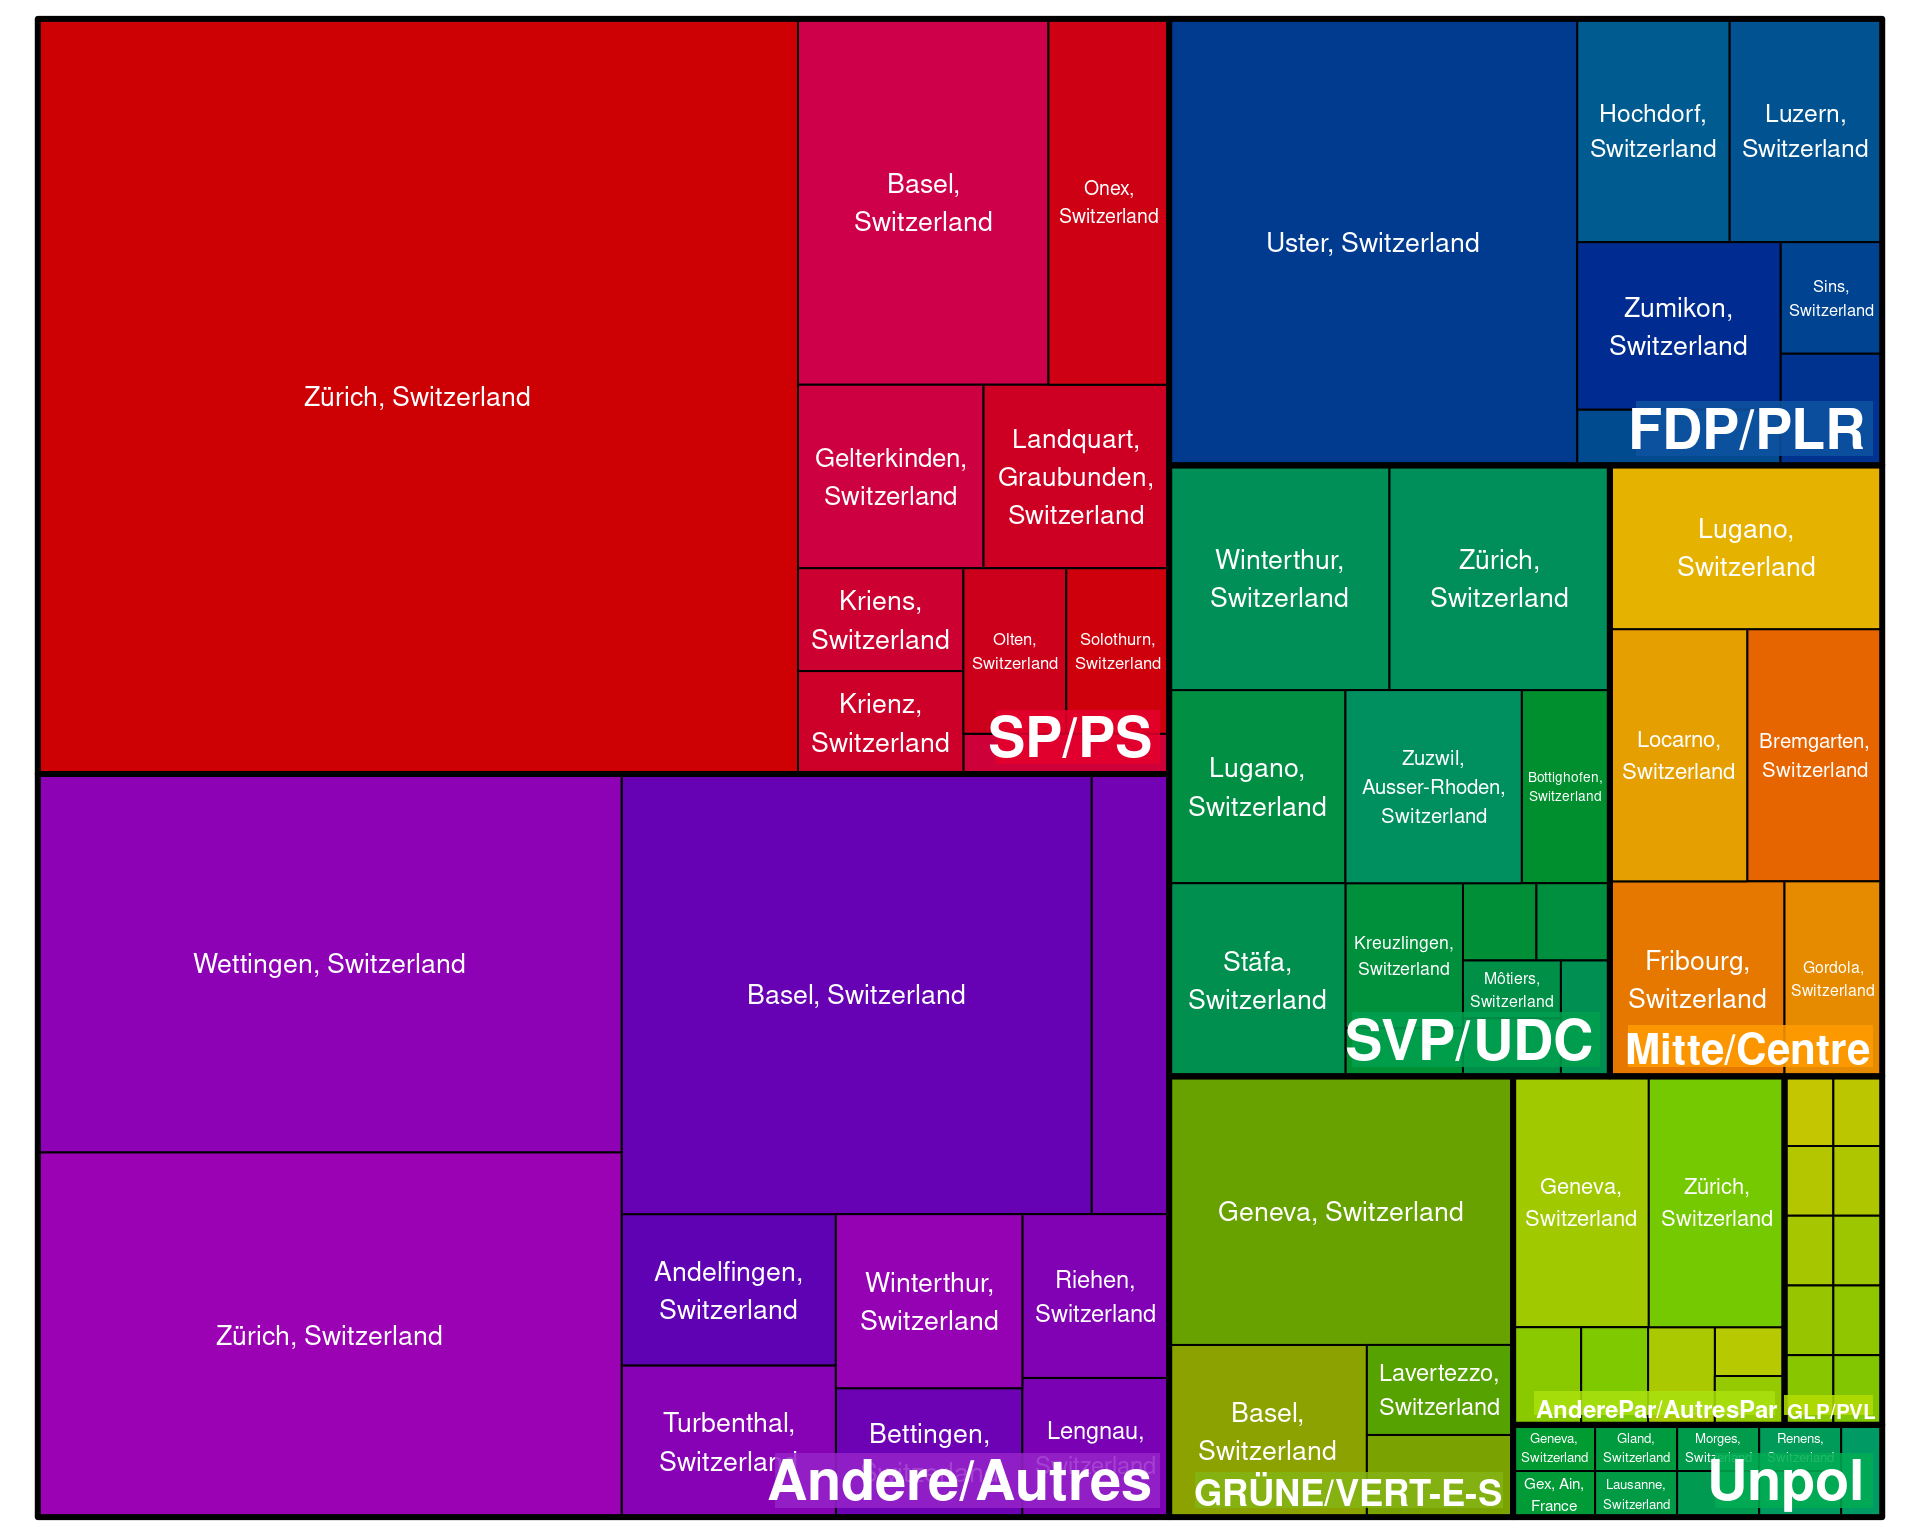 Zürich, Switzerland
Basel,
Switzerland
Onex,
Switzerland
Gelterkinden,
Switzerland
Landquart,
Graubunden,
Switzerland
Kriens,
Switzerland
Krienz,
Switzerland
Olten,
Switzerland
Solothurn,
Switzerland
SP/PS
Uster, Switzerland
Hochdorf,
Switzerland
Luzern,
Switzerland
Zumikon,
Switzerland
Sins,
Switzerland
FDP/PLR
Winterthur,
Switzerland
Zürich,
Switzerland
Lugano,
Switzerland
Zuzwil,
Ausser-Rhoden,
Switzerland
Bottighofen,
Switzerland
Stäfa,
Switzerland
Kreuzlingen,
Switzerland
Môtiers,
Switzerland
SVP/UDC
Lugano,
Switzerland
Locarno,
Switzerland
Bremgarten,
Switzerland
Fribourg,
Switzerland
Gordola,
Switzerland
Mitte/Centre
Wettingen, Switzerland
Zürich, Switzerland
Basel, Switzerland
Andelfingen,
Switzerland
Turbenthal,
Switzerland
Winterthur,
Switzerland
Bettingen,
Switzerland
Riehen,
Switzerland
Lengnau,
Switzerland
Andere/Autres
Geneva, Switzerland
Basel,
Switzerland
Lavertezzo,
Switzerland
GRÜNE/VERT-E-S
Geneva,
Switzerland
Zürich,
Switzerland
AnderePar/AutresPar
GLP/PVL
Geneva,
Switzerland
Gland,
Switzerland
Morges,
Switzerland
Renens,
Switzerland
Gex, Ain,
France
Lausanne,
Switzerland
Unpol